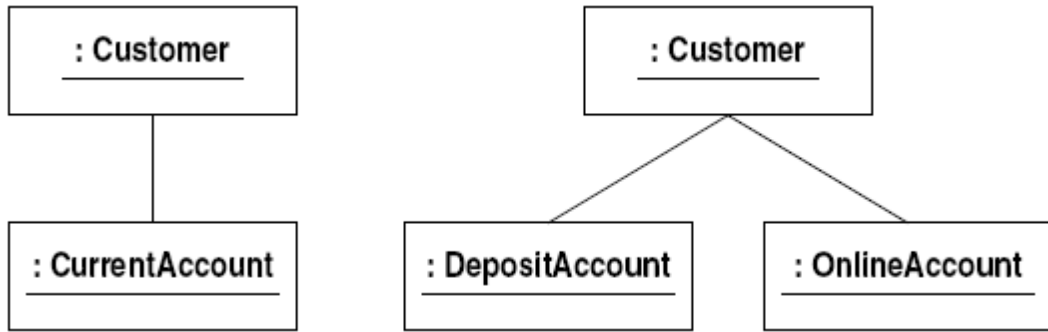 : Customer
: Customer
: CurrentAccount
: DepositAccount
: OnlineAccount